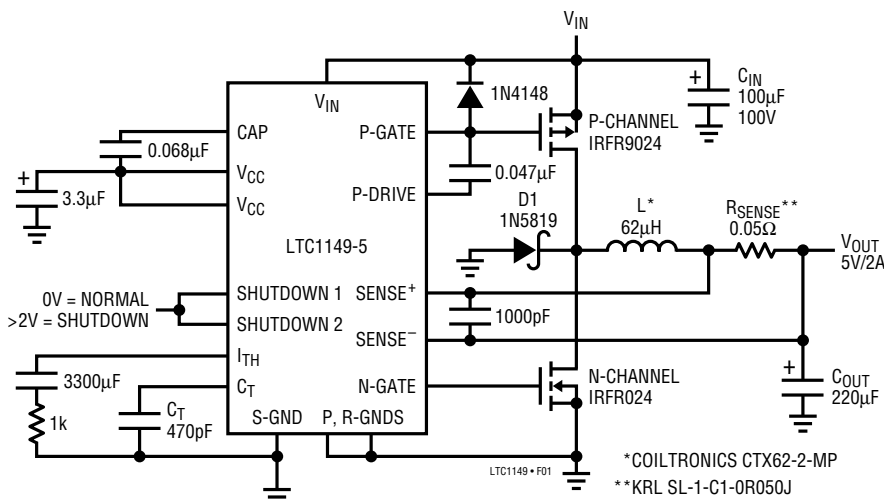 VIN
1N4148
CIN
100µF
100V
VIN
CAP
P-GATE
P-CHANNEL
IRFR9024
0.068µF
0.047µF
VCC
P-DRIVE
3.3µF
VCC
D1
1N5819
L*
62µH
RSENSE**
0.05Ω
VOUT
5V/2A
LTC1149-5
0V = NORMAL
>2V = SHUTDOWN
SHUTDOWN 1
SENSE+
1000pF
SHUTDOWN 2
SENSE–
ITH
3300µF
CT
N-GATE
N-CHANNEL
IRFR024
COUT
220µF
1k
CT
470pF
S-GND
P, R-GNDS
LTC1149 • F01
*COILTRONICS CTX62-2-MP
**KRL SL-1-C1-0R050J